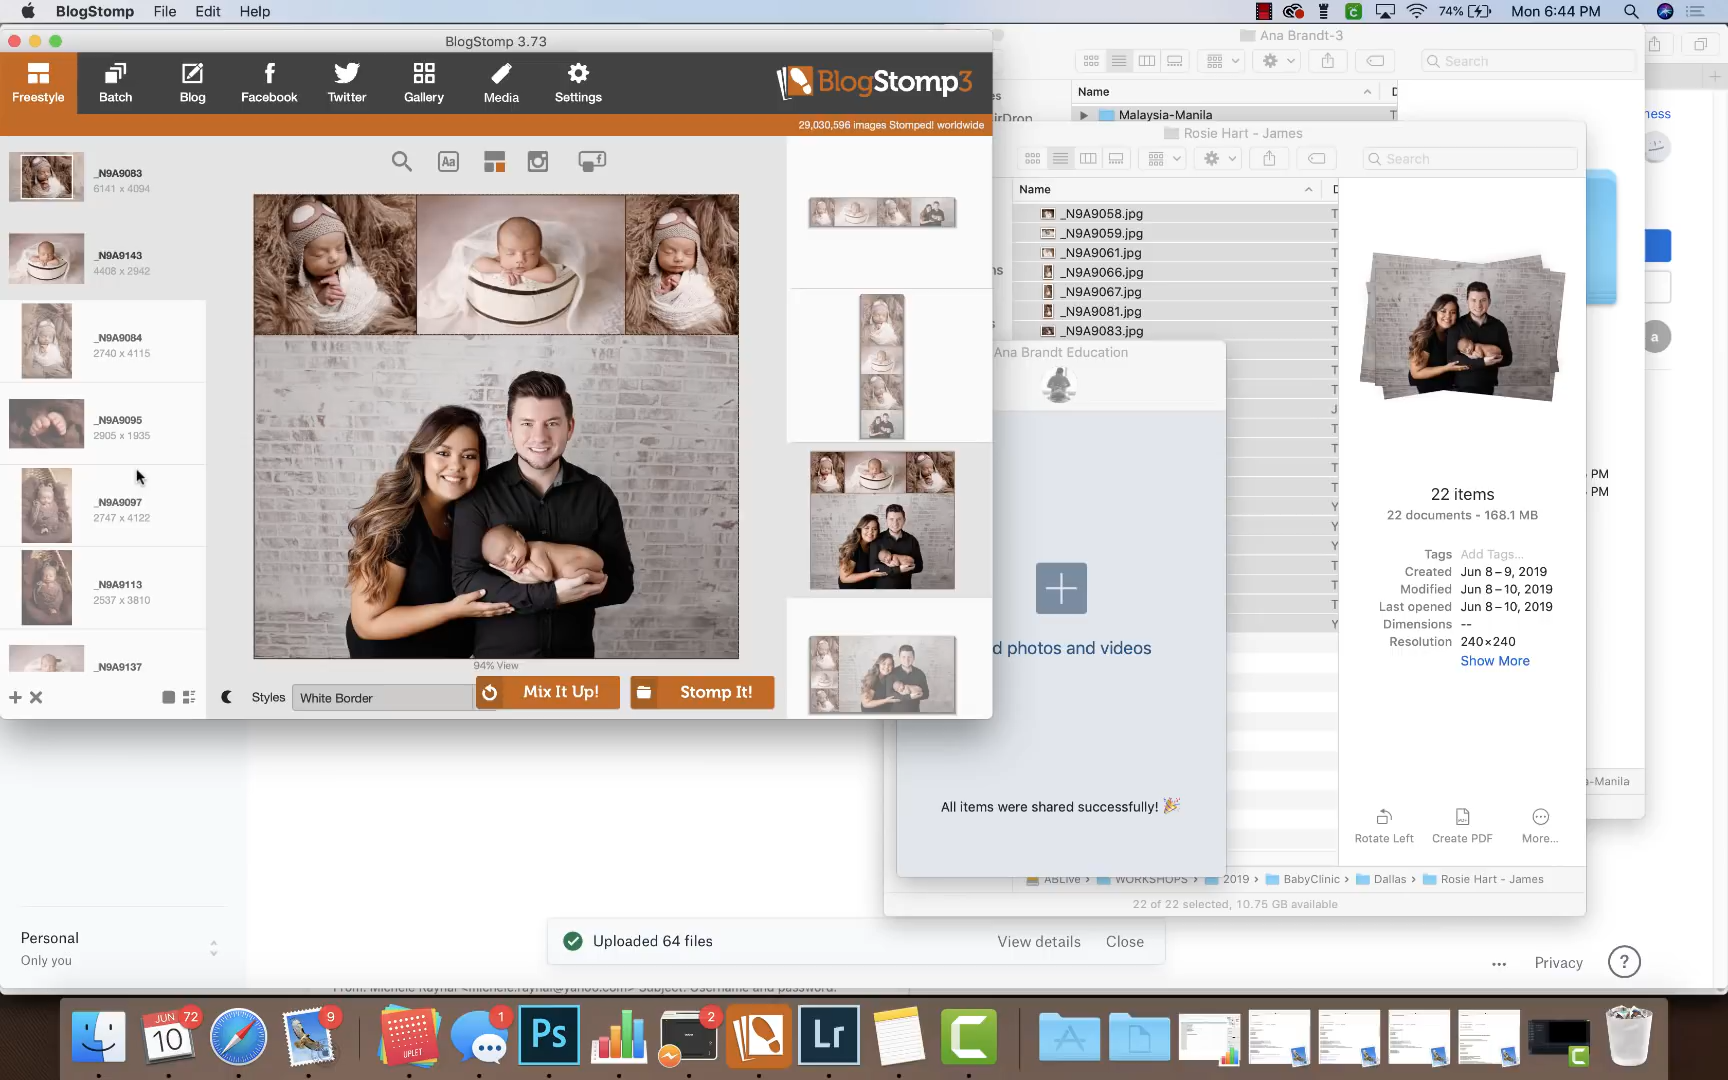 BlogStomp File Edit Help
74% Mon 6:44 PM
BlogStomp 3.73
Freestyle Batch Blog Facebook Twitter Gallery Media Settings
BlogStomp3
29,030,596 images Stomped! worldwide
_N9A9083
6141 x 4094
_N9A9143
4408 x 2942
_N9A9084
2740 x 4115
_N9A9095
2905 x 1935
_N9A9097
2747 x 4122
_N9A9113
2537 x 3810
_N9A9137
Aa
94% View
Styles White Border Mix It Up! Stomp It!
Ana Brandt-3
Search
Name
Malaysia-Manila
Rosie Hart - James
Search
Name
_N9A9058.jpg
_N9A9059.jpg
_N9A9061.jpg
_N9A9066.jpg
_N9A9067.jpg
_N9A9081.jpg
_N9A9083.jpg
Ana Brandt Education
d photos and videos
All items were shared successfully!
22 items
22 documents - 168.1 MB
Tags Add Tags...
Created Jun 8 – 9, 2019
Modified Jun 8 – 10, 2019
Last opened Jun 8 – 10, 2019
Dimensions --
Resolution 240×240
Show More
Rotate Left Create PDF More...
ABLive › WORKSHOPS › 2019 › BabyClinic › Dallas › Rosie Hart - James
22 of 22 selected, 10.75 GB available
ness
a
PM
PM
a-Manila
Personal
Only you
Uploaded 64 files View details Close
... Privacy ?
JUN 10 72
9
UPLET
1
Ps
2
Lr
C